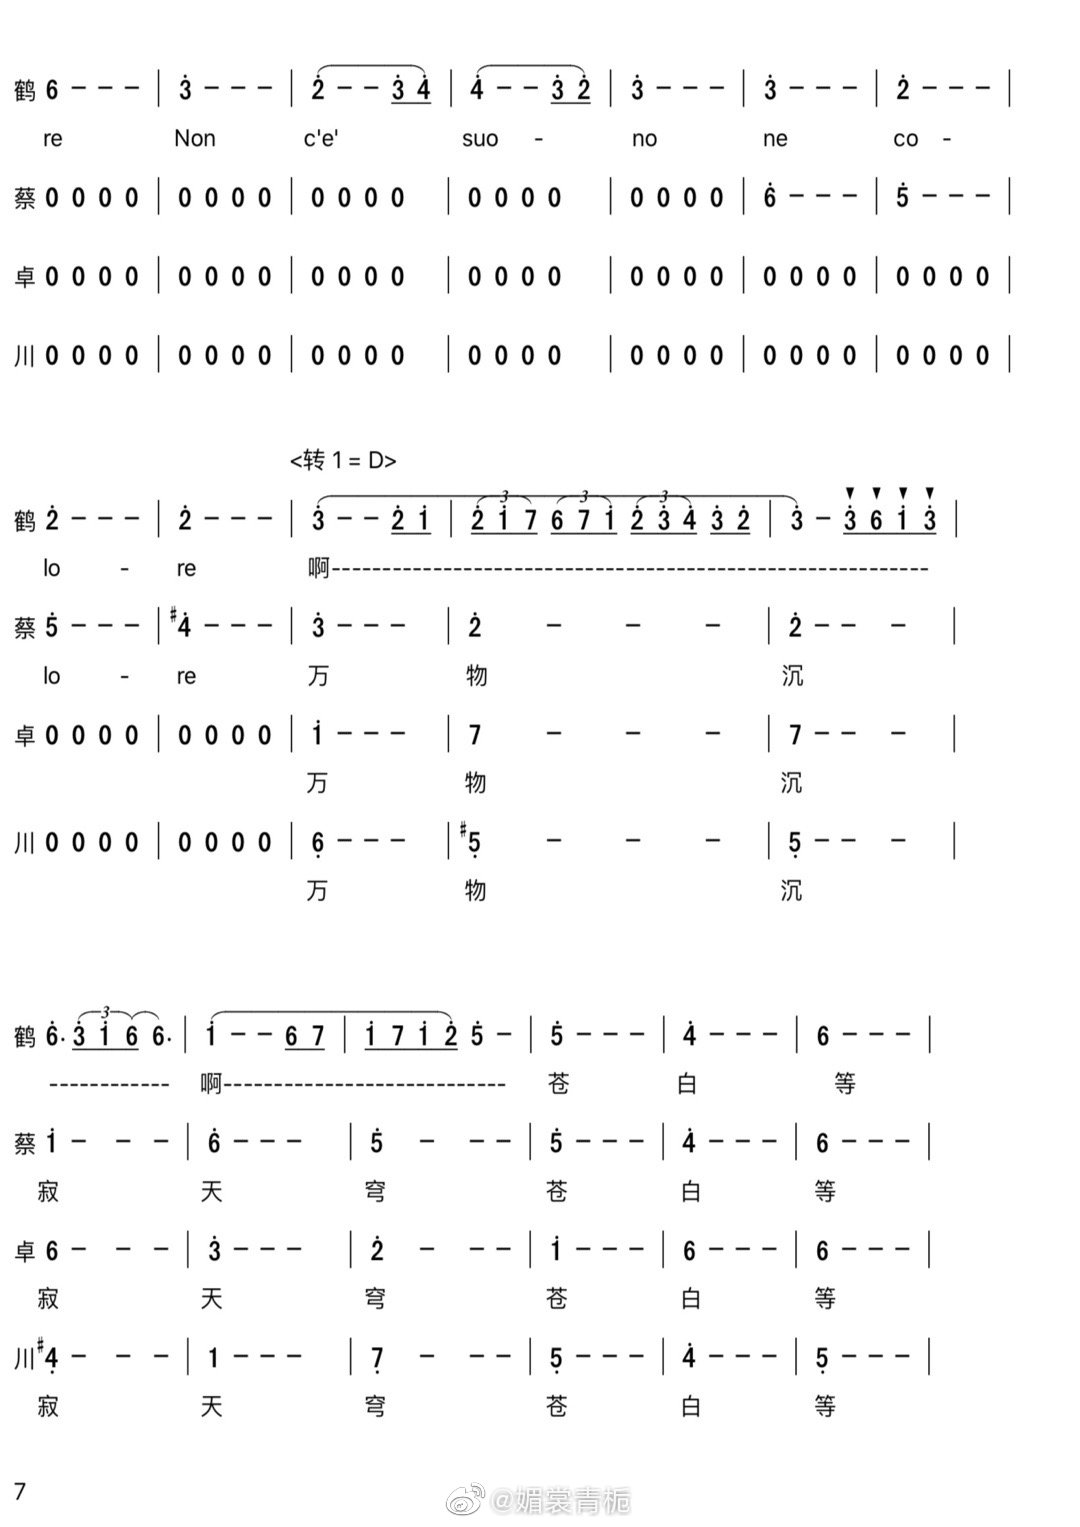 鹤 6 - - - | 3̇ - - - | 2̇ - - 3̇ 4̇ | 4̇ - - 3̇ 2̇ | 3̇ - - - | 3̇ - - - | 2̇ - - - |
re Non c'e' suo - no ne co -
蔡 0 0 0 0 | 0 0 0 0 | 0 0 0 0 | 0 0 0 0 | 0 0 0 0 | 6̇ - - - | 5̇ - - - |
卓 0 0 0 0 | 0 0 0 0 | 0 0 0 0 | 0 0 0 0 | 0 0 0 0 | 0 0 0 0 | 0 0 0 0 |
川 0 0 0 0 | 0 0 0 0 | 0 0 0 0 | 0 0 0 0 | 0 0 0 0 | 0 0 0 0 | 0 0 0 0 |
<转 1 = D>
3 3 3
鹤 2̇ - - - | 2̇ - - - | 3̇ - - 2̇ 1̇ | 2̇ 1̇ 7 6 7 1̇ 2̇ 3̇ 4̇ 3̇ 2̇ | 3̇ - 3̇ 6 1̇ 3̇ |
lo - re 啊-----------------------------------------------------------
蔡 5̇ - - - | #4̇ - - - | 3̇ - - - | 2̇ - - - | 2̇ - - - |
lo - re 万 物 沉
卓 0 0 0 0 | 0 0 0 0 | 1̇ - - - | 7 - - - | 7 - - - |
万 物 沉
川 0 0 0 0 | 0 0 0 0 | 6̣ - - - | #5̣ - - - | 5̣ - - - |
万 物 沉
3
鹤 6̇· 3̇ 1̇ 6 6· | 1̇ - - 6 7 | 1̇ 7 1̇ 2̇ 5̇ - | 5̇ - - - | 4̇ - - - | 6 - - - |
------------ 啊---------------------------- 苍 白 等
蔡 1̇ - - - | 6̇ - - - | 5̇ - - - | 5̇ - - - | 4̇ - - - | 6 - - - |
寂 天 穹 苍 白 等
卓 6 - - - | 3̇ - - - | 2̇ - - - | 1̇ - - - | 6 - - - | 6 - - - |
寂 天 穹 苍 白 等
川 #4̣ - - - | 1 - - - | 7̣ - - - | 5̣ - - - | 4̇ - - - | 5̣ - - - |
寂 天 穹 苍 白 等
7
@媚裳青栀